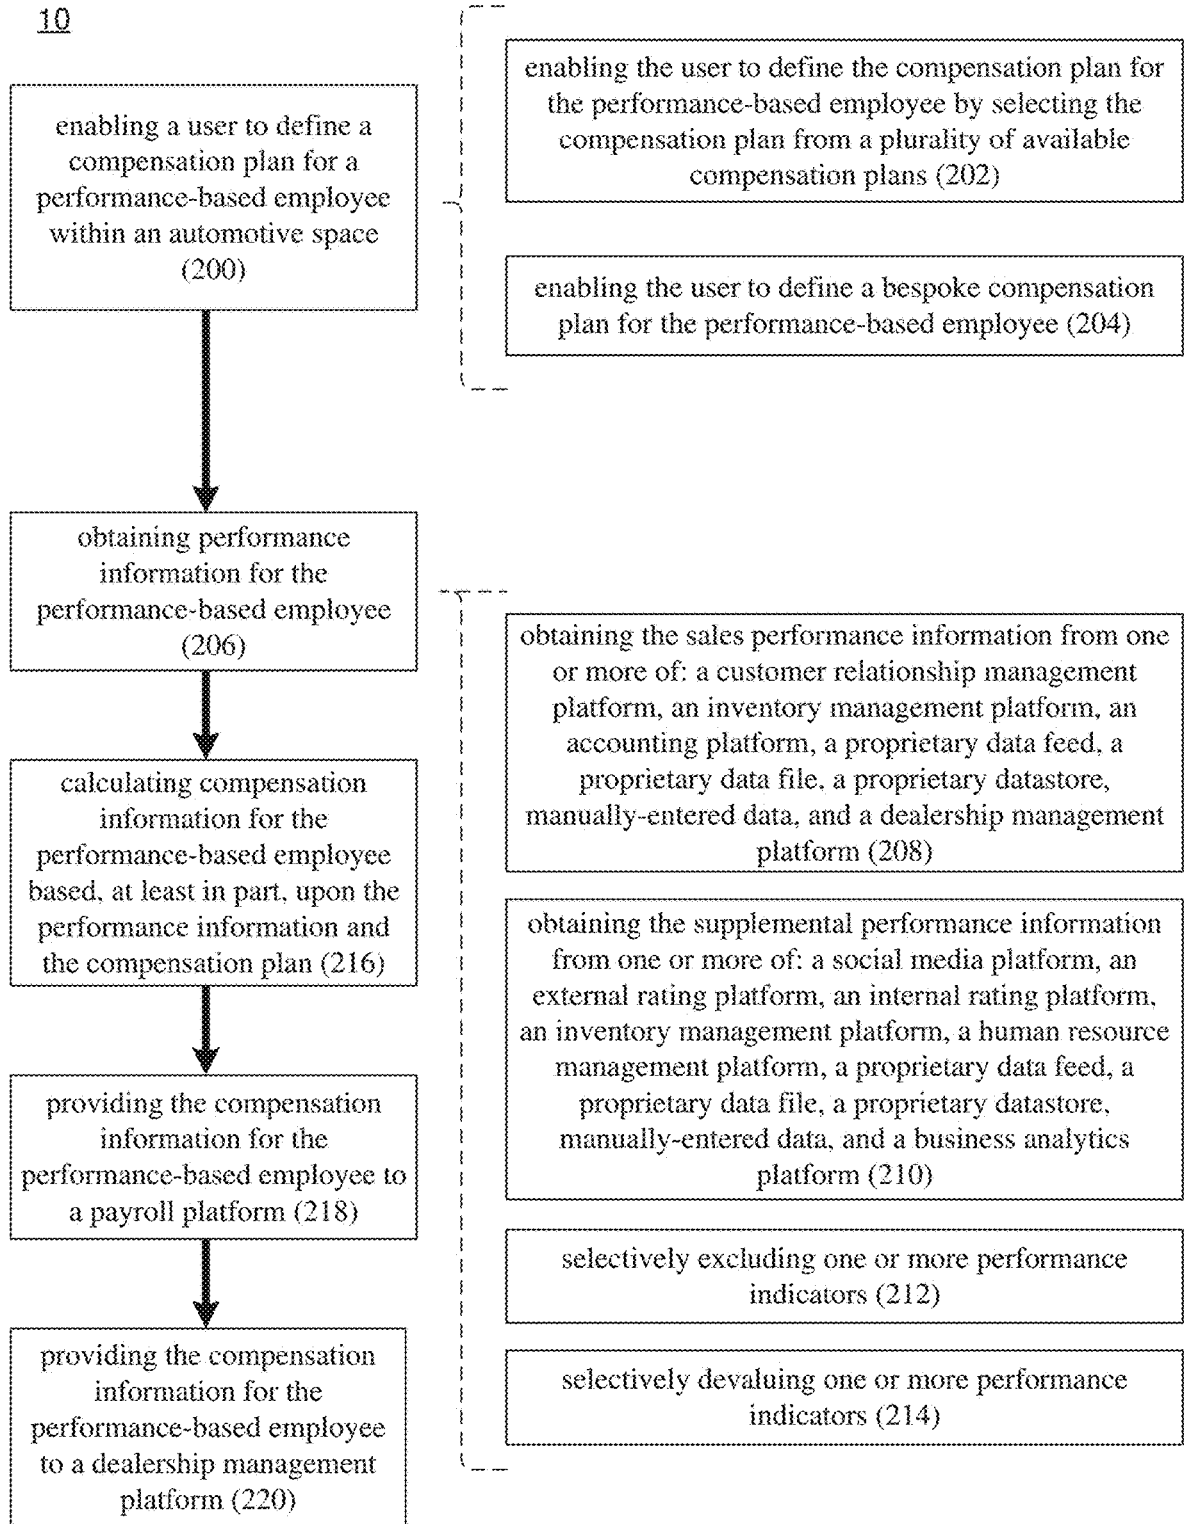 10
enabling a user to define a
compensation plan for a
performance-based employee
within an automotive space
(200)
enabling the user to define the compensation plan for
the performance-based employee by selecting the
compensation plan from a plurality of available
compensation plans (202)
enabling the user to define a bespoke compensation
plan for the performance-based employee (204)
obtaining performance
information for the
performance-based employee
(206)
obtaining the sales performance information from one
or more of: a customer relationship management
platform, an inventory management platform, an
accounting platform, a proprietary data feed, a
proprietary data file, a proprietary datastore,
manually-entered data, and a dealership management
platform (208)
obtaining the supplemental performance information
from one or more of: a social media platform, an
external rating platform, an internal rating platform,
an inventory management platform, a human resource
management platform, a proprietary data feed, a
proprietary data file, a proprietary datastore,
manually-entered data, and a business analytics
platform (210)
selectively excluding one or more performance
indicators (212)
selectively devaluing one or more performance
indicators (214)
calculating compensation
information for the
performance-based employee
based, at least in part, upon the
performance information and
the compensation plan (216)
providing the compensation
information for the
performance-based employee to
a payroll platform (218)
providing the compensation
information for the
performance-based employee
to a dealership management
platform (220)